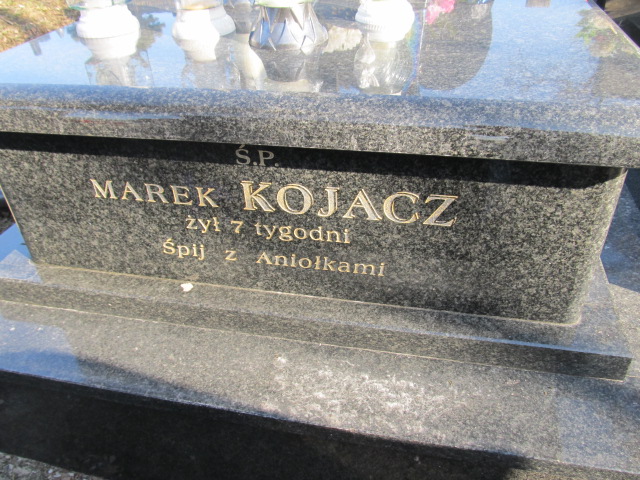 Ś.P.
MAREK KOJACZ
żył 7 tygodni
Śpij z Aniołkami